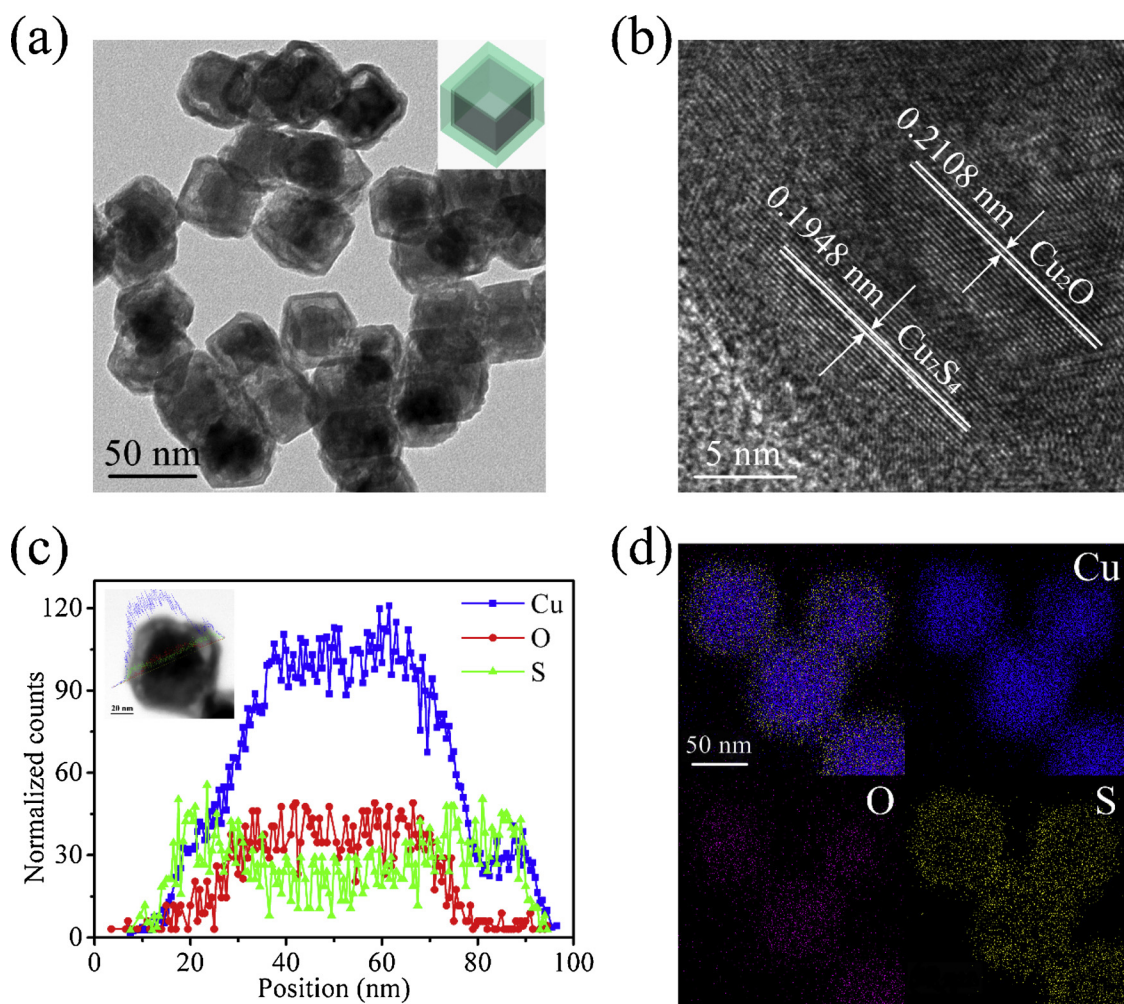 (a)
50 nm
(b)
0.2108 nm
Cu₂O
0.1948 nm
Cu₇S₄
5 nm
(c)
Normalized counts
120
90
60
30
0
0 20 40 60 80 100
Position (nm)
Cu
O
S
20 nm
(d)
Cu
50 nm
O
S